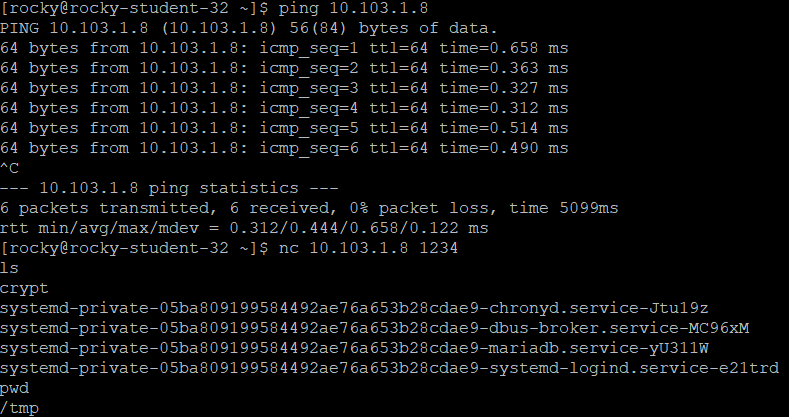 [rocky@rocky-student-32 ~]$ ping 10.103.1.8
PING 10.103.1.8 (10.103.1.8) 56(84) bytes of data.
64 bytes from 10.103.1.8: icmp_seq=1 ttl=64 time=0.658 ms
64 bytes from 10.103.1.8: icmp_seq=2 ttl=64 time=0.363 ms
64 bytes from 10.103.1.8: icmp_seq=3 ttl=64 time=0.327 ms
64 bytes from 10.103.1.8: icmp_seq=4 ttl=64 time=0.312 ms
64 bytes from 10.103.1.8: icmp_seq=5 ttl=64 time=0.514 ms
64 bytes from 10.103.1.8: icmp_seq=6 ttl=64 time=0.490 ms
^C
--- 10.103.1.8 ping statistics ---
6 packets transmitted, 6 received, 0% packet loss, time 5099ms
rtt min/avg/max/mdev = 0.312/0.444/0.658/0.122 ms
[rocky@rocky-student-32 ~]$ nc 10.103.1.8 1234
ls
crypt
systemd-private-05ba809199584492ae76a653b28cdae9-chronyd.service-Jtu19z
systemd-private-05ba809199584492ae76a653b28cdae9-dbus-broker.service-MC96xM
systemd-private-05ba809199584492ae76a653b28cdae9-mariadb.service-yU311W
systemd-private-05ba809199584492ae76a653b28cdae9-systemd-logind.service-e21trd
pwd
/tmp